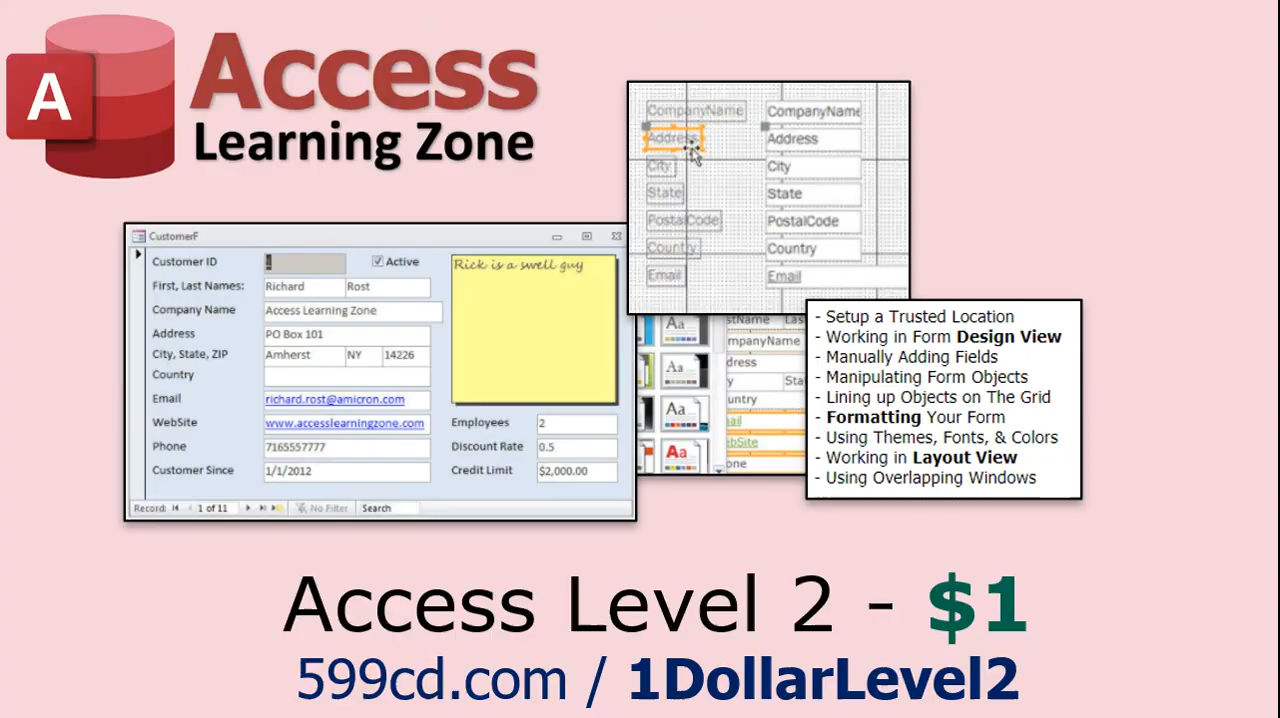 A
Access
Learning Zone
CompanyName CompanyName
Address Address
City City
State State
PostalCode PostalCode
Country Country
Email Email
CustomerF
Customer ID
Active
First, Last Names: Richard Rost
Company Name Access Learning Zone
Address PO Box 101
City, State, ZIP Amherst NY 14226
Country
Email richard.rost@amicron.com
WebSite www.accesslearningzone.com
Phone 7165557777
Customer Since 1/1/2012
Rick is a swell guy
Employees 2
Discount Rate 0.5
Credit Limit $2,000.00
Record: 1 of 11 No Filter Search
Aa
Aa
Aa
Aa
- Setup a Trusted Location
- Working in Form Design View
- Manually Adding Fields
- Manipulating Form Objects
- Lining up Objects on The Grid
- Formatting Your Form
- Using Themes, Fonts, & Colors
- Working in Layout View
- Using Overlapping Windows
Access Level 2 - $1
599cd.com / 1DollarLevel2